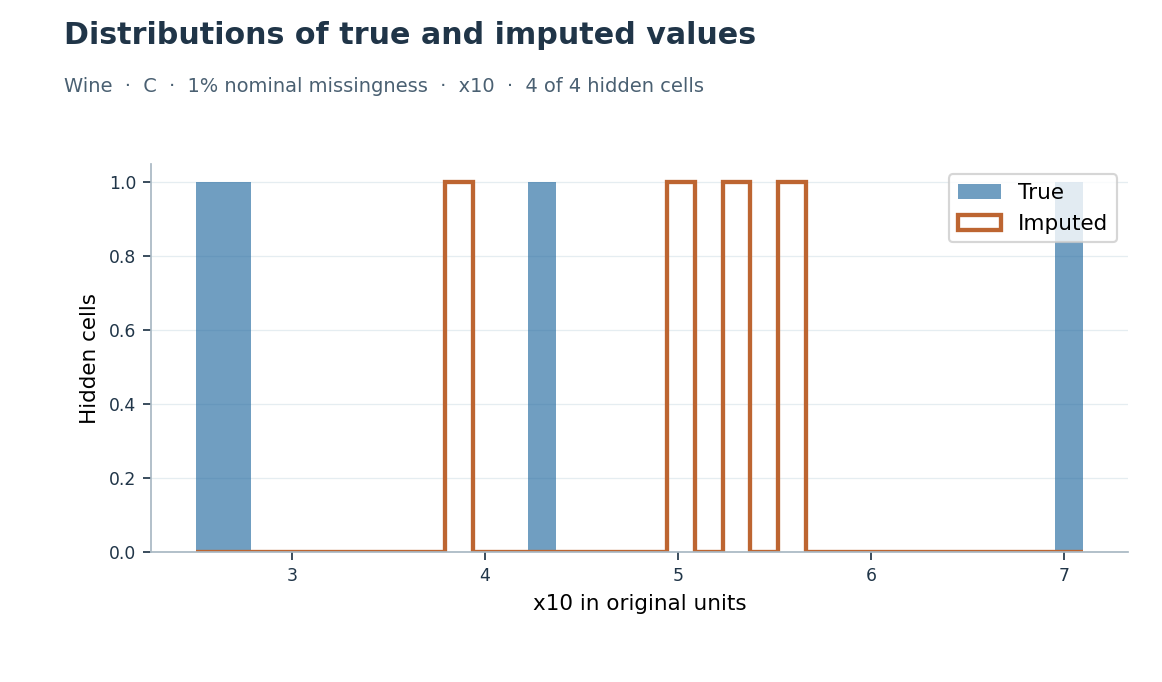 Distributions of true and imputed values
Wine · C · 1% nominal missingness · x10 · 4 of 4 hidden cells
True
Imputed
1.0
0.8
0.6
0.4
0.2
0.0
Hidden cells
3 4 5 6 7
x10 in original units